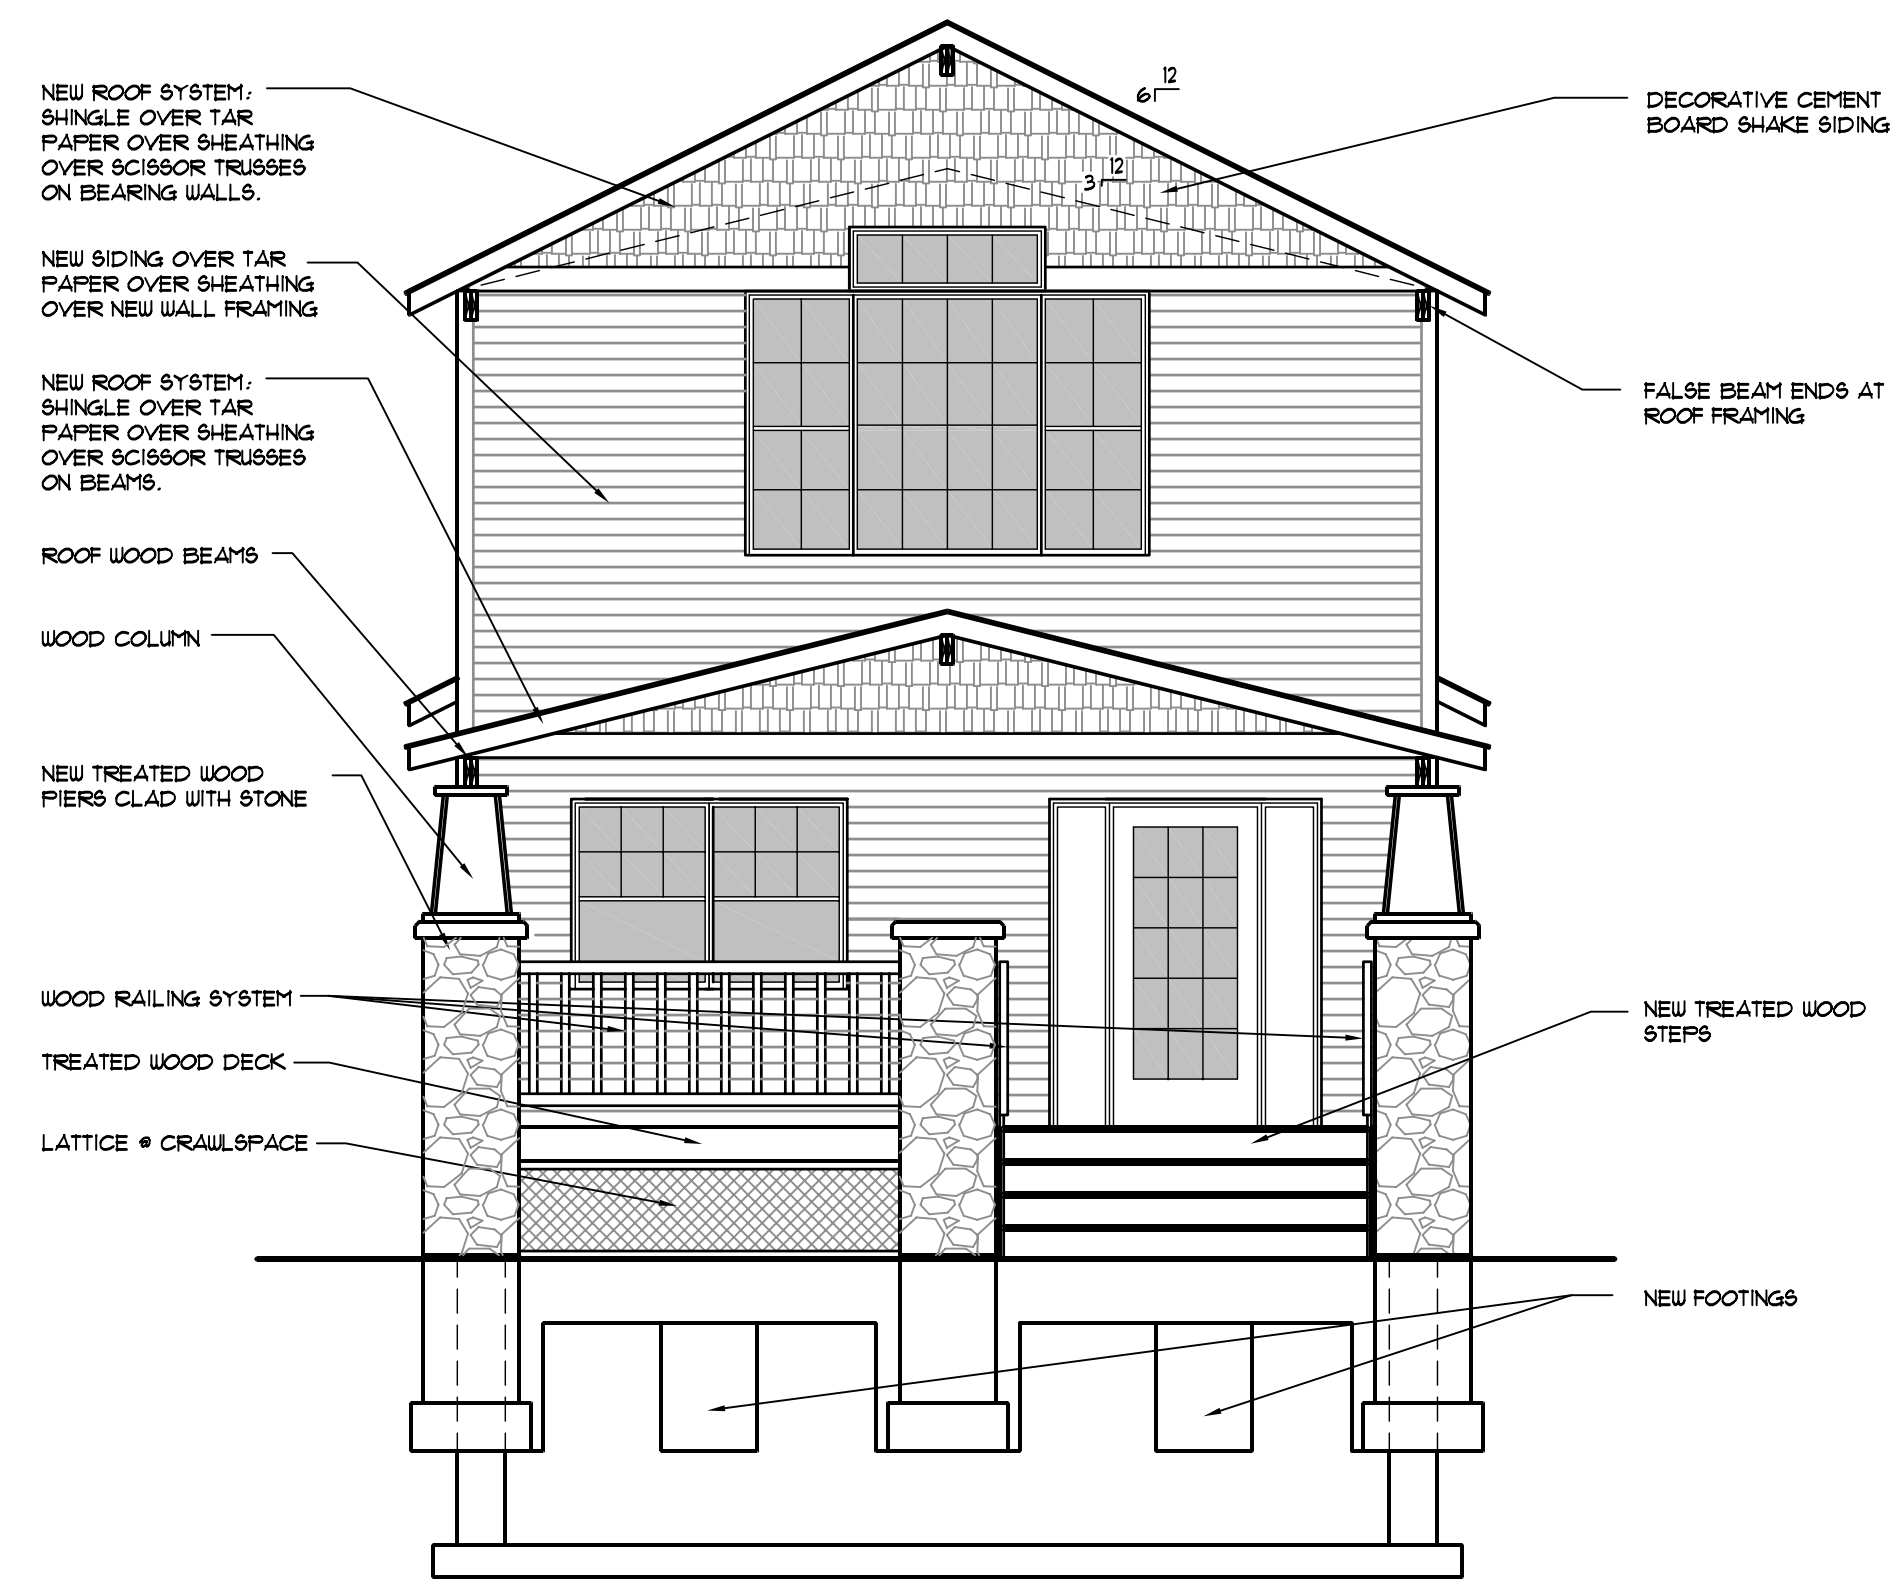 NEW ROOF SYSTEM:
SHINGLE OVER TAR
PAPER OVER SHEATHING
OVER SCISSOR TRUSSES
ON BEARING WALLS.
NEW SIDING OVER TAR
PAPER OVER SHEATHING
OVER NEW WALL FRAMING
NEW ROOF SYSTEM:
SHINGLE OVER TAR
PAPER OVER SHEATHING
OVER SCISSOR TRUSSES
ON BEAMS.
ROOF WOOD BEAMS
WOOD COLUMN
NEW TREATED WOOD
PIERS CLAD WITH STONE
WOOD RAILING SYSTEM
TREATED WOOD DECK
LATTICE @ CRAWLSPACE
12
6
12
3
DECORATIVE CEMENT
BOARD SHAKE SIDING
FALSE BEAM ENDS AT
ROOF FRAMING
NEW TREATED WOOD
STEPS
NEW FOOTINGS